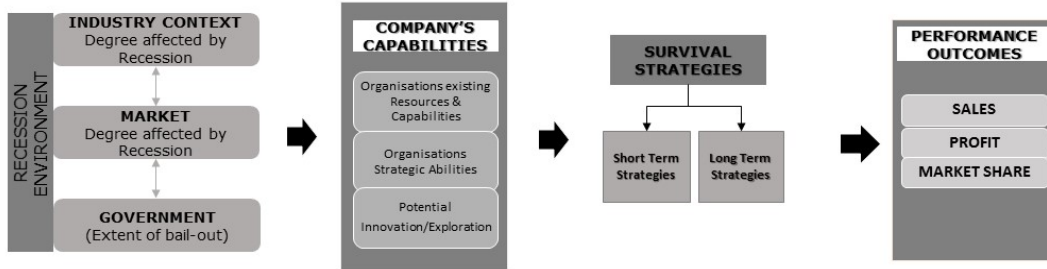 RECESSION
ENVIRONMENT
INDUSTRY CONTEXT
Degree affected by
Recession
MARKET
Degree affected by
Recession
GOVERNMENT
(Extent of bail-out)
COMPANY'S
CAPABILITIES
Organisations existing
Resources &
Capabilities
Organisations
Strategic Abilities
Potential
Innovation/Exploration
SURVIVAL
STRATEGIES
Short Term
Strategies
Long Term
Strategies
PERFORMANCE
OUTCOMES
SALES
PROFIT
MARKET SHARE